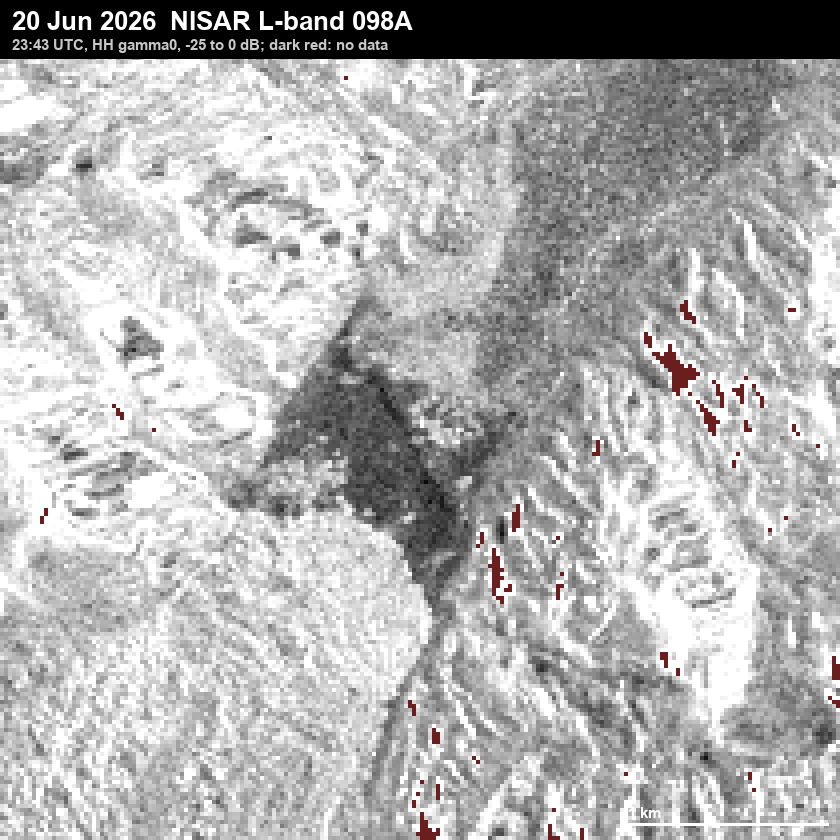 20 Jun 2026  NISAR L-band 098A
23:43 UTC, HH gamma0, -25 to 0 dB; dark red: no data
km